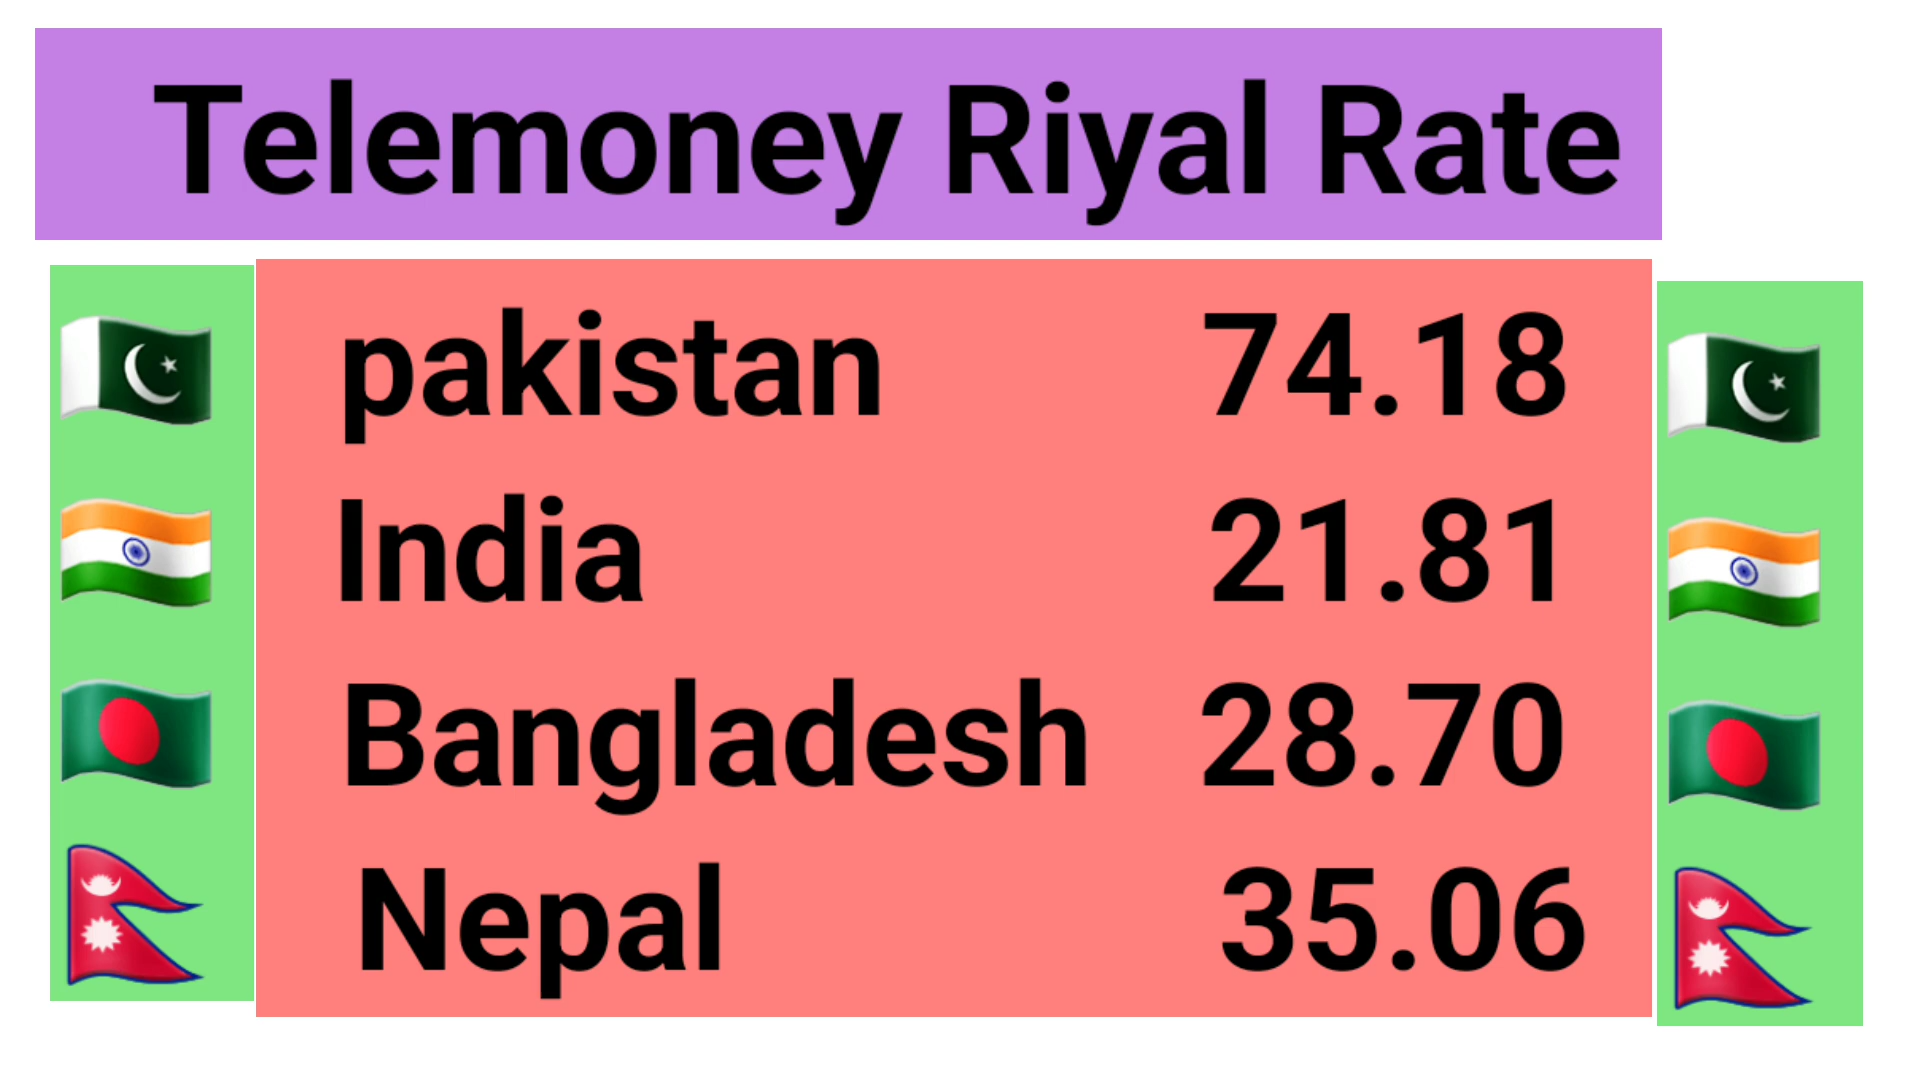 Telemoney Riyal Rate
pakistan 74.18
India 21.81
Bangladesh 28.70
Nepal 35.06